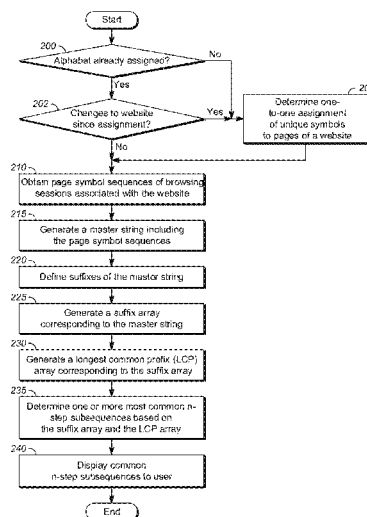 Start
200
Alphabet already assigned?
No
Yes
202
Changes to website
since assignment?
Yes
No
20
Determine one-
to-one assignment
of unique symbols
to pages of a website
210
Obtain page symbol sequences of browsing
sessions associated with the website
215
Generate a master string including
the page symbol sequences
220
Define suffixes of the master string
225
Generate a suffix array
corresponding to the master string
230
Generate a longest common prefix (LCP)
array corresponding to the suffix array
235
Determine one or more most common n-
step subsequences based on
the suffix array and the LCP array
240
Display common
n-step subsequences to user
End